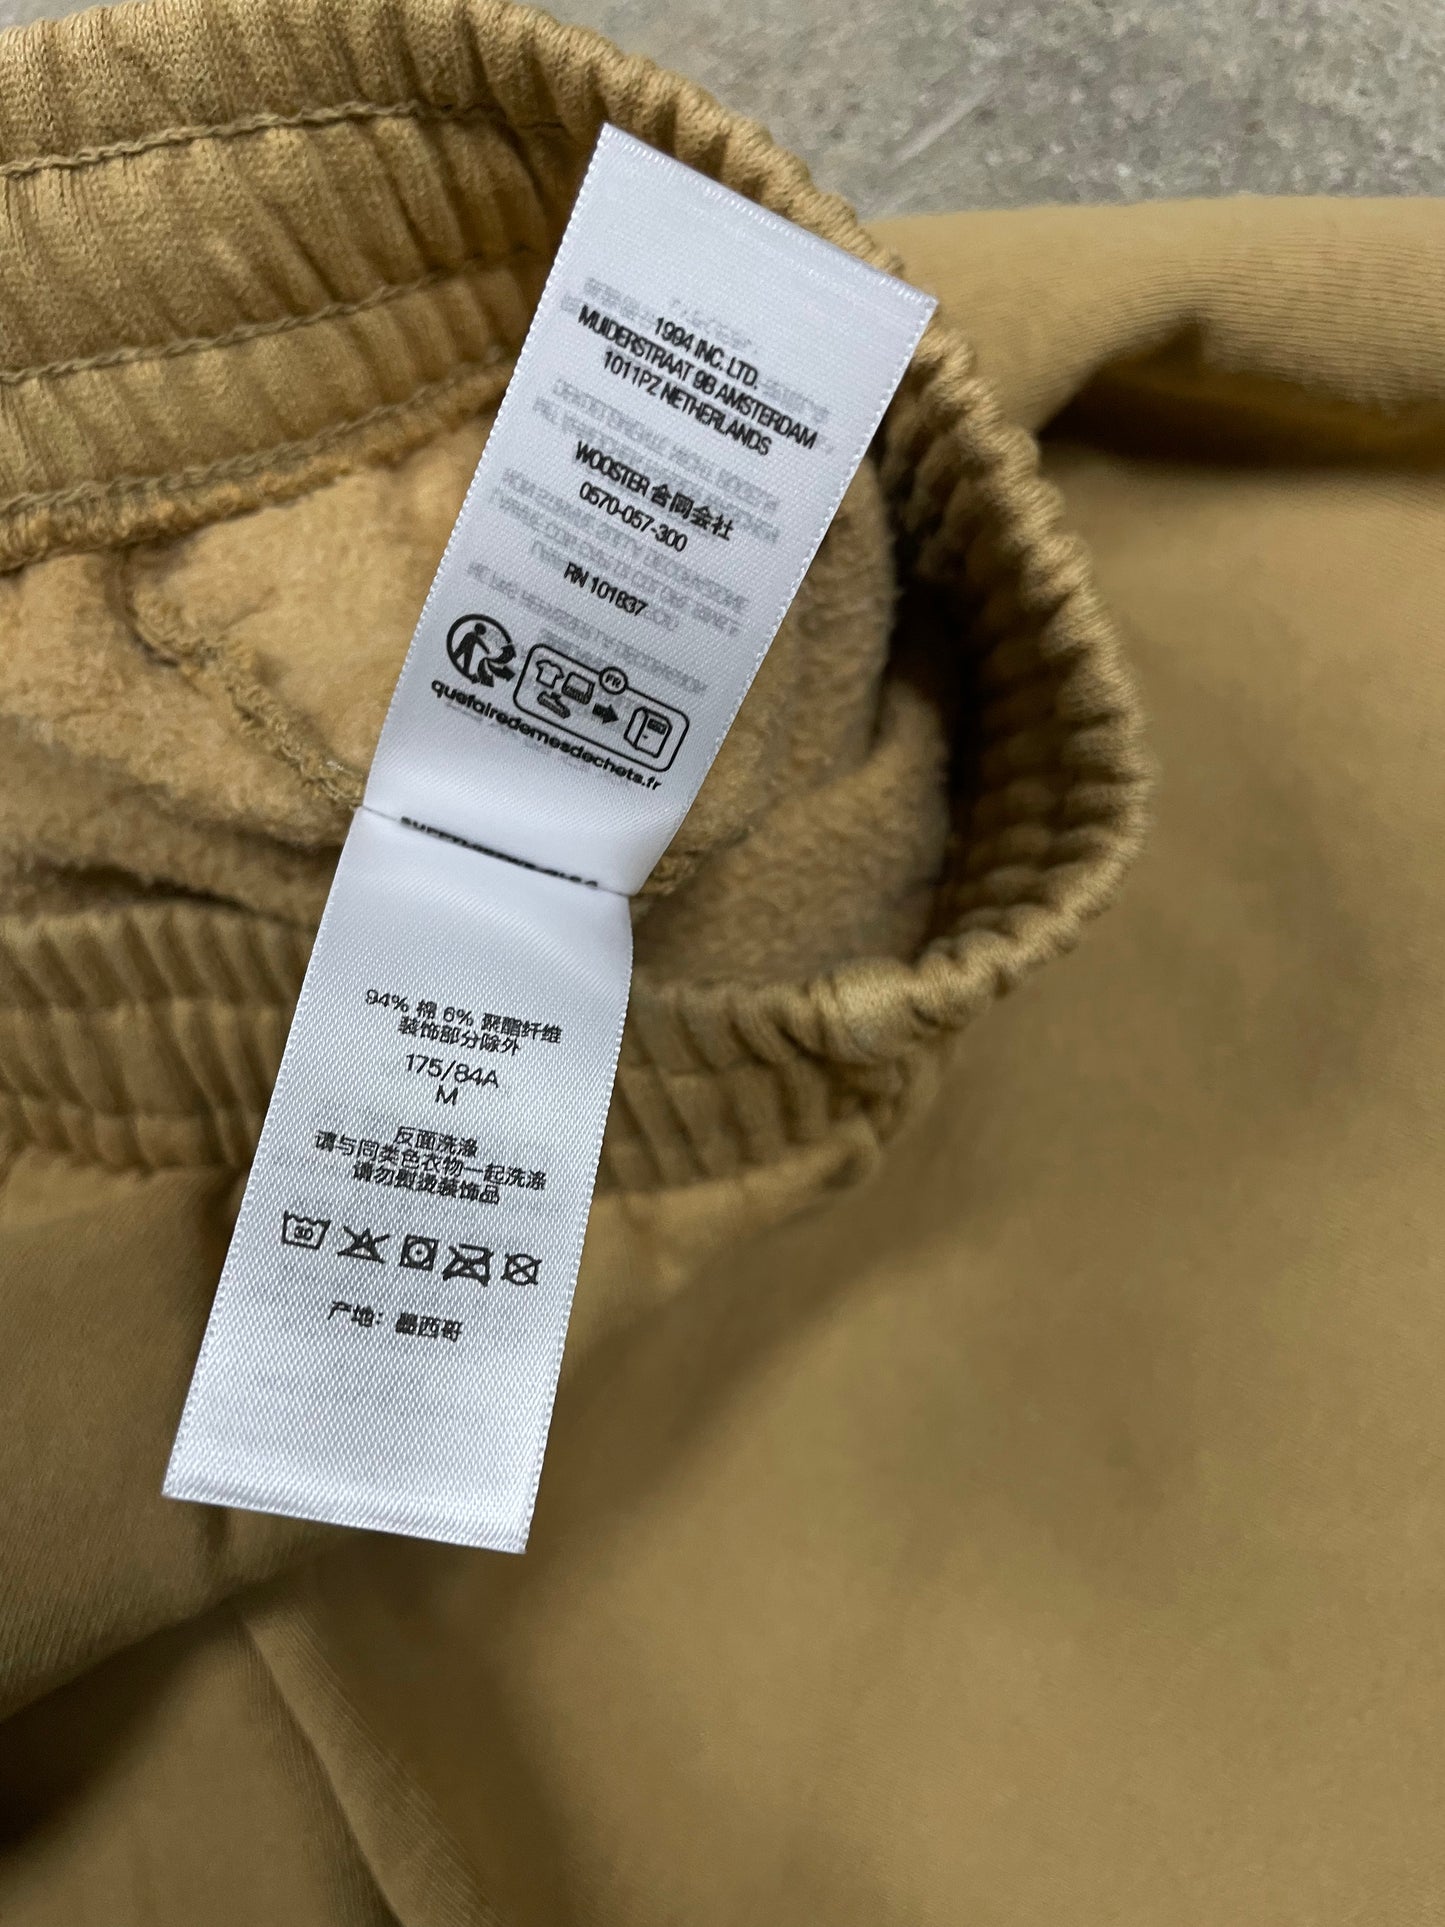 1994 INC. LTD.
MUIDERSTRAAT 9B AMSTERDAM
1011PZ NETHERLANDS
WOOSTER 合同会社
0570-057-300
RN 101837
FR
quefairedemesdechets.fr
94% 棉 6% 聚酯纤维
装饰部分除外
175/84A
M
反面洗涤
请与同类色衣物一起洗涤
请勿熨烫装饰品
30
产地：墨西哥